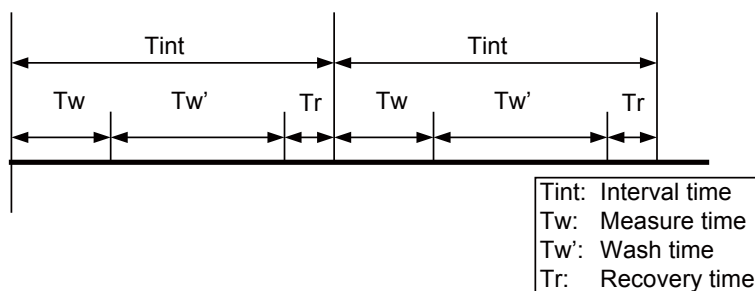 Tint Tint
Tw Tw’ Tr Tw Tw’ Tr
Tint: Interval time
Tw: Measure time
Tw’: Wash time
Tr: Recovery time